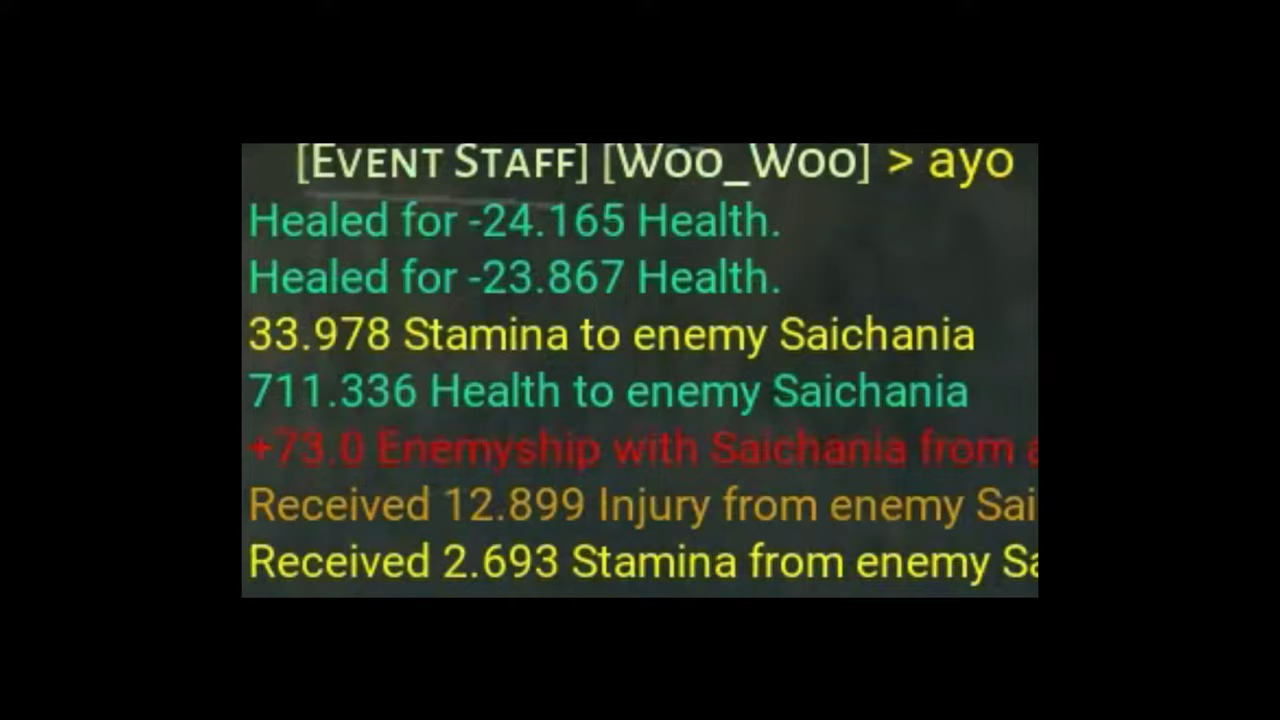 [Event Staff] [Woo_Woo] > ayo
Healed for -24.165 Health.
Healed for -23.867 Health.
33.978 Stamina to enemy Saichania
711.336 Health to enemy Saichania
+73.0 Enemyship with Saichania from a
Received 12.899 Injury from enemy Sai
Received 2.693 Stamina from enemy Sa